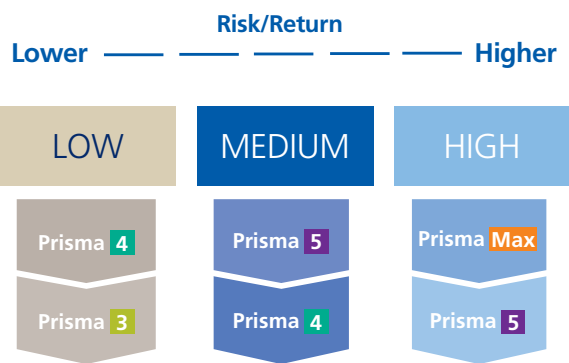 Risk/Return
Lower Higher
LOW MEDIUM HIGH
Prisma 4 Prisma 5 Prisma Max
Prisma 3 Prisma 4 Prisma 5